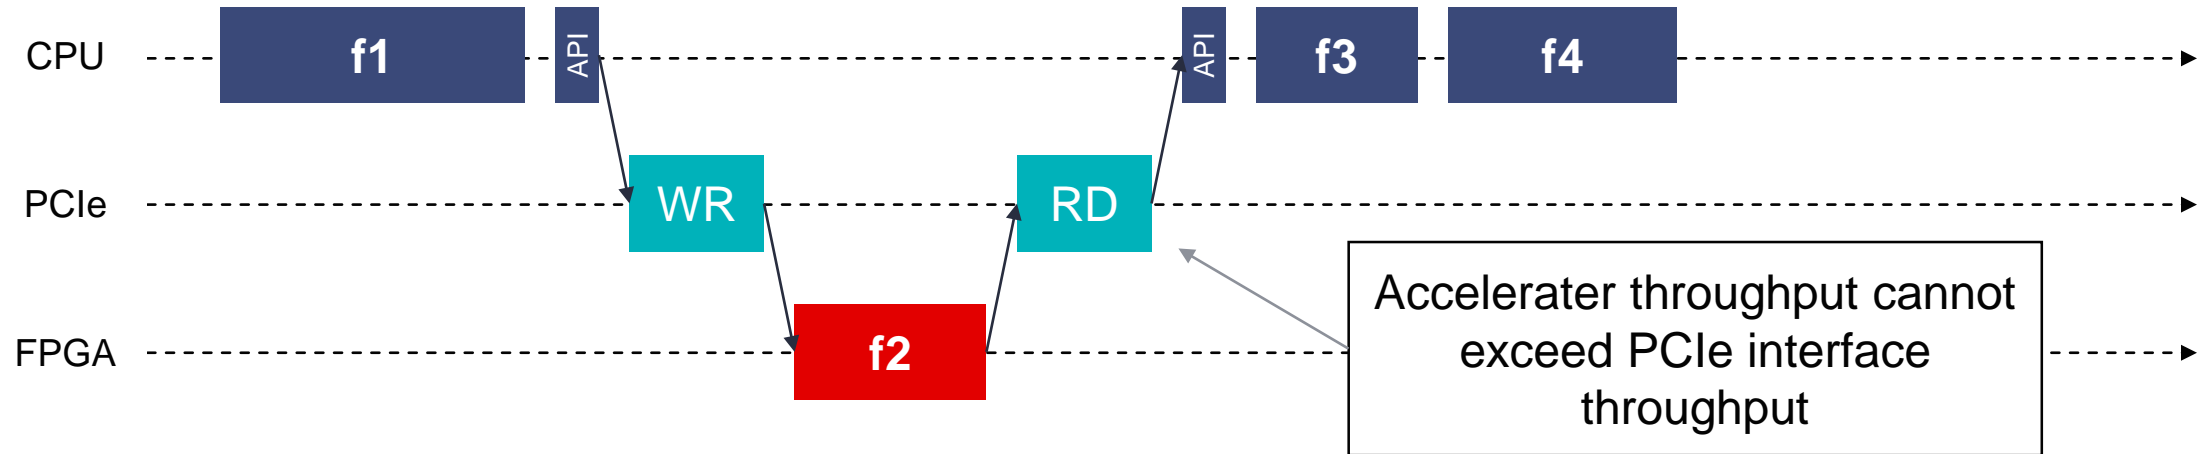 CPU
f1
API
API
f3
f4
PCIe
WR
RD
FPGA
f2
Accelerater throughput cannot
exceed PCIe interface
throughput